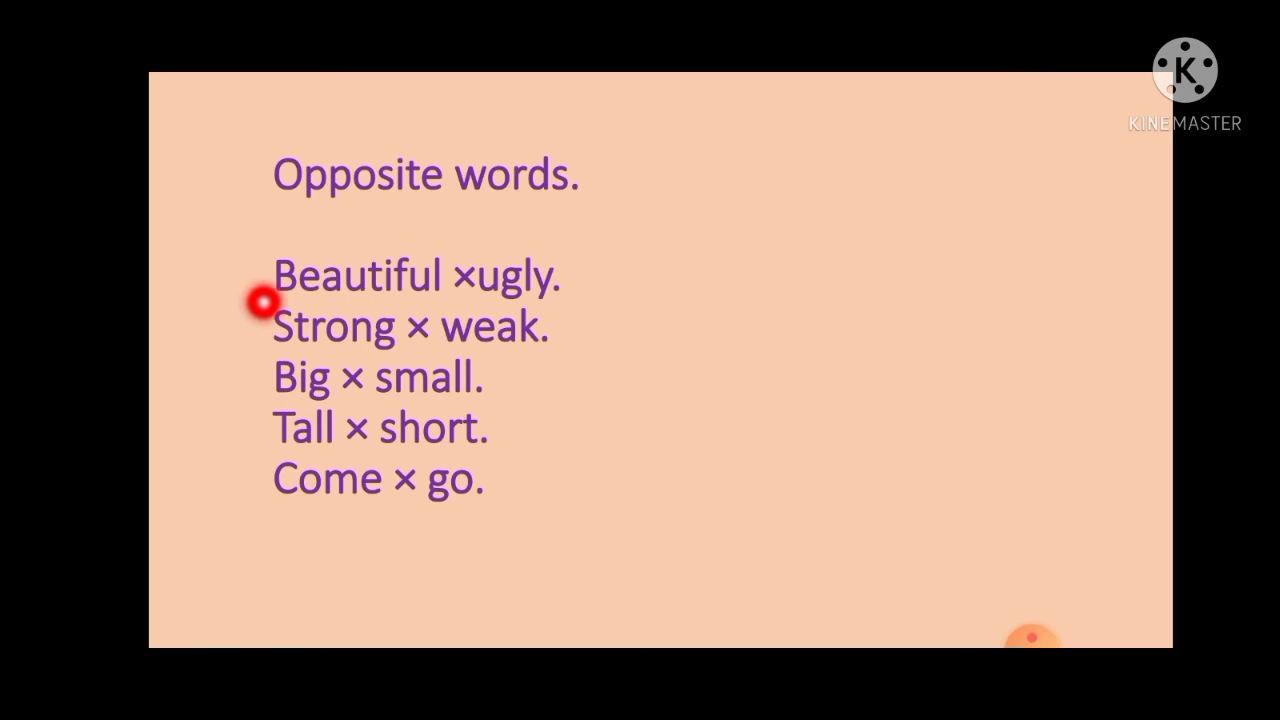 K
KINEMASTER
Opposite words.
Beautiful ×ugly.
Strong × weak.
Big × small.
Tall × short.
Come × go.